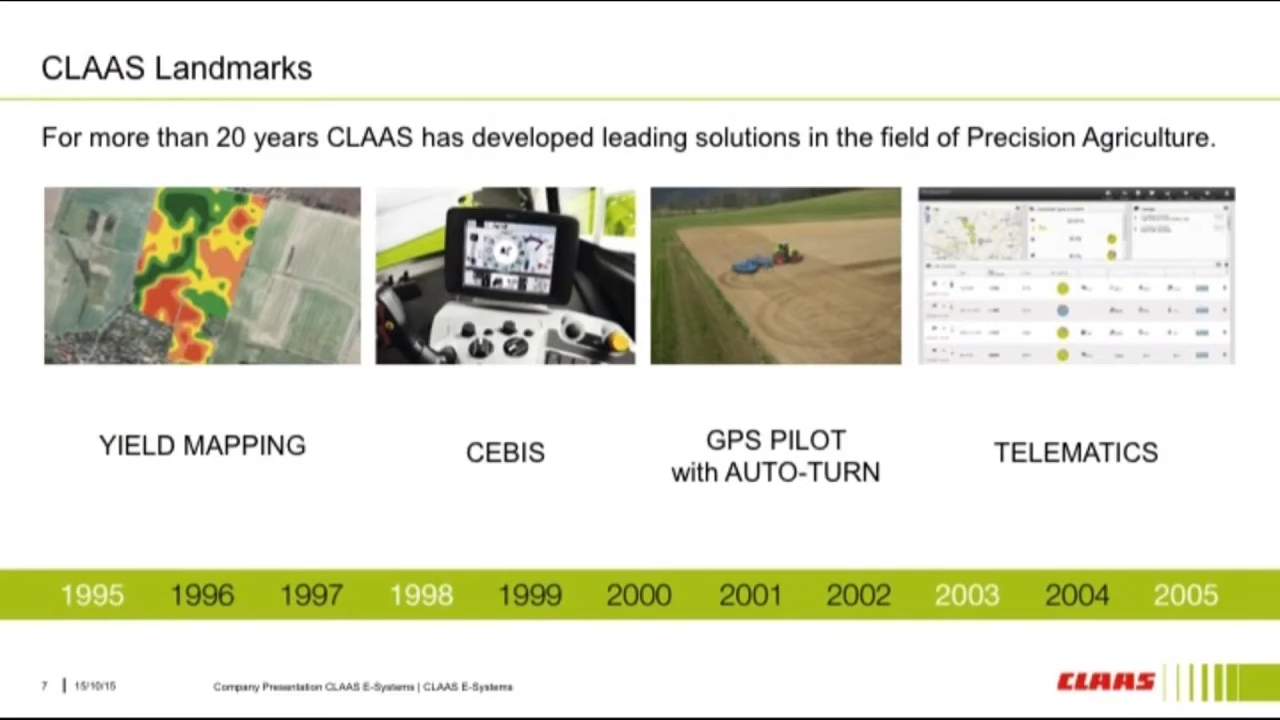 CLAAS Landmarks
For more than 20 years CLAAS has developed leading solutions in the field of Precision Agriculture.
YIELD MAPPING
CEBIS
GPS PILOT
with AUTO-TURN
TELEMATICS
1995 1996 1997 1998 1999 2000 2001 2002 2003 2004 2005
7 | 15/10/15 Company Presentation CLAAS E-Systems | CLAAS E-Systems
CLAAS